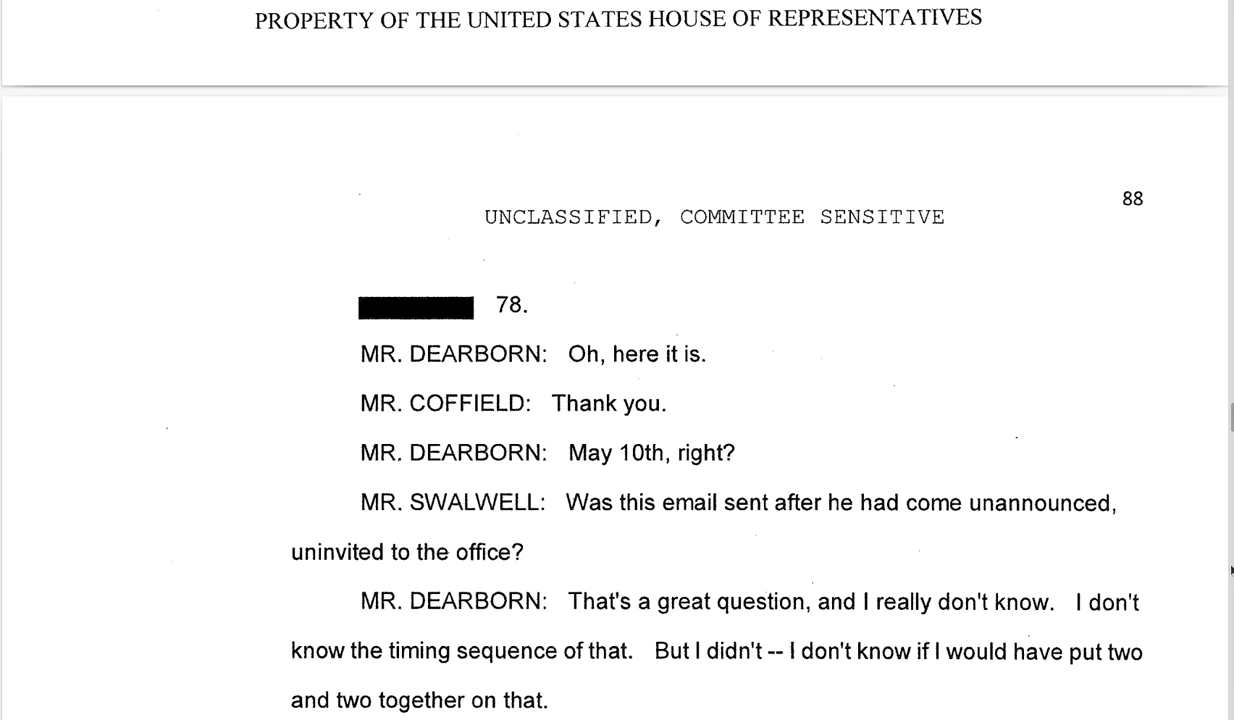 PROPERTY OF THE UNITED STATES HOUSE OF REPRESENTATIVES
88
UNCLASSIFIED, COMMITTEE SENSITIVE
78.
MR. DEARBORN: Oh, here it is.
MR. COFFIELD: Thank you.
MR. DEARBORN: May 10th, right?
MR. SWALWELL: Was this email sent after he had come unannounced,
uninvited to the office?
MR. DEARBORN: That's a great question, and I really don't know. I don't
know the timing sequence of that. But I didn't -- I don't know if I would have put two
and two together on that.